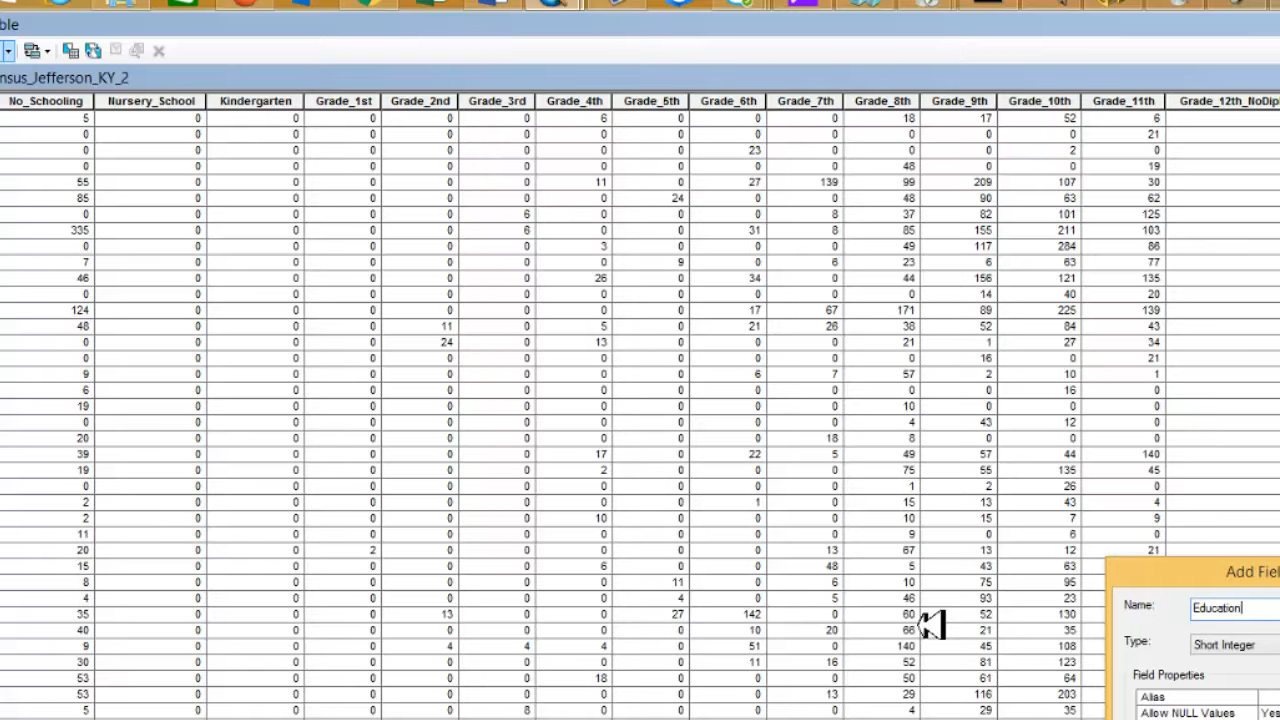 ble
nsus_Jefferson_KY_2
No_Schooling Nursery_School Kindergarten Grade_1st Grade_2nd Grade_3rd Grade_4th Grade_5th Grade_6th Grade_7th Grade_8th Grade_9th Grade_10th Grade_11th Grade_12th_NoDip
5 0 0 0 0 0 6 0 0 0 18 17 52 6
0 0 0 0 0 0 0 0 0 0 0 0 0 21
0 0 0 0 0 0 0 0 23 0 0 0 2 0
0 0 0 0 0 0 0 0 0 0 48 0 0 19
55 0 0 0 0 0 11 0 27 139 99 209 107 30
85 0 0 0 0 0 0 24 0 0 48 90 63 62
0 0 0 0 0 6 0 0 0 8 37 82 101 125
335 0 0 0 0 6 0 0 31 8 85 155 211 103
0 0 0 0 0 0 3 0 0 0 49 117 284 86
7 0 0 0 0 0 0 9 0 6 23 6 63 77
46 0 0 0 0 0 26 0 34 0 44 156 121 135
0 0 0 0 0 0 0 0 0 0 0 14 40 20
124 0 0 0 0 0 0 0 17 67 171 89 225 139
48 0 0 0 11 0 5 0 21 26 38 52 84 43
0 0 0 0 24 0 13 0 0 0 21 1 27 34
0 0 0 0 0 0 0 0 0 0 0 16 0 21
9 0 0 0 0 0 0 0 6 7 57 2 10 1
6 0 0 0 0 0 0 0 0 0 0 0 16 0
19 0 0 0 0 0 0 0 0 0 10 0 0 0
0 0 0 0 0 0 0 0 0 0 4 43 12 0
20 0 0 0 0 0 0 0 0 18 8 0 0 0
39 0 0 0 0 0 17 0 22 5 49 57 44 140
19 0 0 0 0 0 2 0 0 0 75 55 135 45
0 0 0 0 0 0 0 0 0 0 1 2 26 0
2 0 0 0 0 0 0 0 1 0 15 13 43 4
2 0 0 0 0 0 10 0 0 0 10 15 7 9
11 0 0 0 0 0 0 0 0 0 9 0 6 0
20 0 0 2 0 0 0 0 0 13 67 13 12 21
15 0 0 0 0 0 6 0 0 48 5 43 63
8 0 0 0 0 0 0 11 0 6 10 75 95
4 0 0 0 0 0 0 4 0 5 46 93 23
35 0 0 0 13 0 0 27 142 0 60 52 130
40 0 0 0 0 0 0 0 10 20 66 21 35
9 0 0 0 4 4 4 0 51 0 140 45 108
30 0 0 0 0 0 0 0 11 16 52 81 123
53 0 0 0 0 0 18 0 0 0 50 61 64
53 0 0 0 0 0 0 0 0 13 29 116 203
5 0 0 0 0 8 0 0 0 0 4 29 35
Add Fiel
Name: Education
Type: Short Integer
Field Properties
Alias
Allow NULL Values Yes